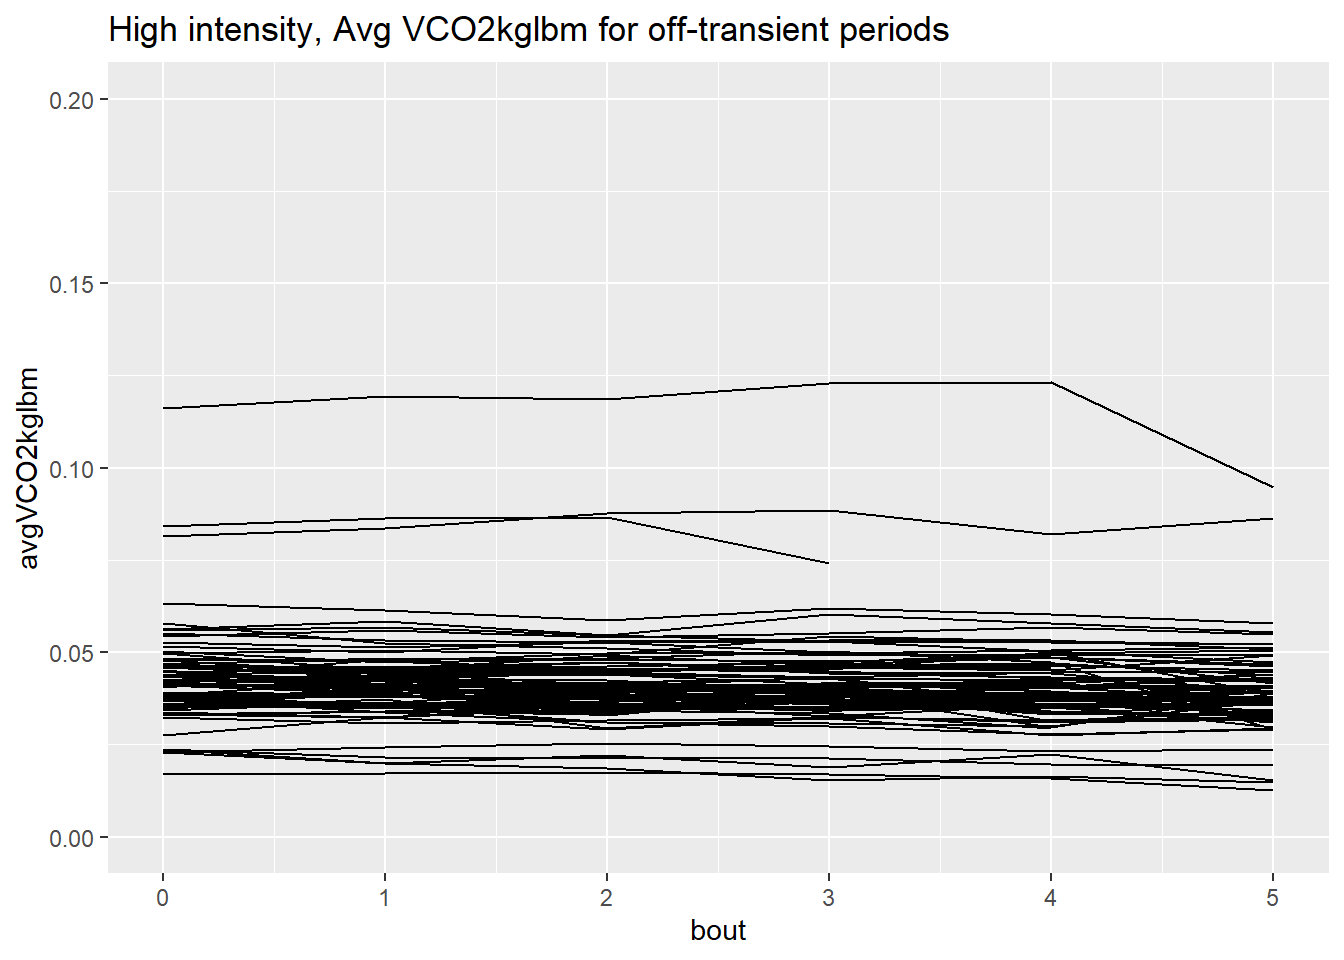 High intensity, Avg VCO2kglbm for off-transient periods
avgVCO2kglbm
0.20
0.15
0.10
0.05
0.00
0 1 2 3 4 5
bout